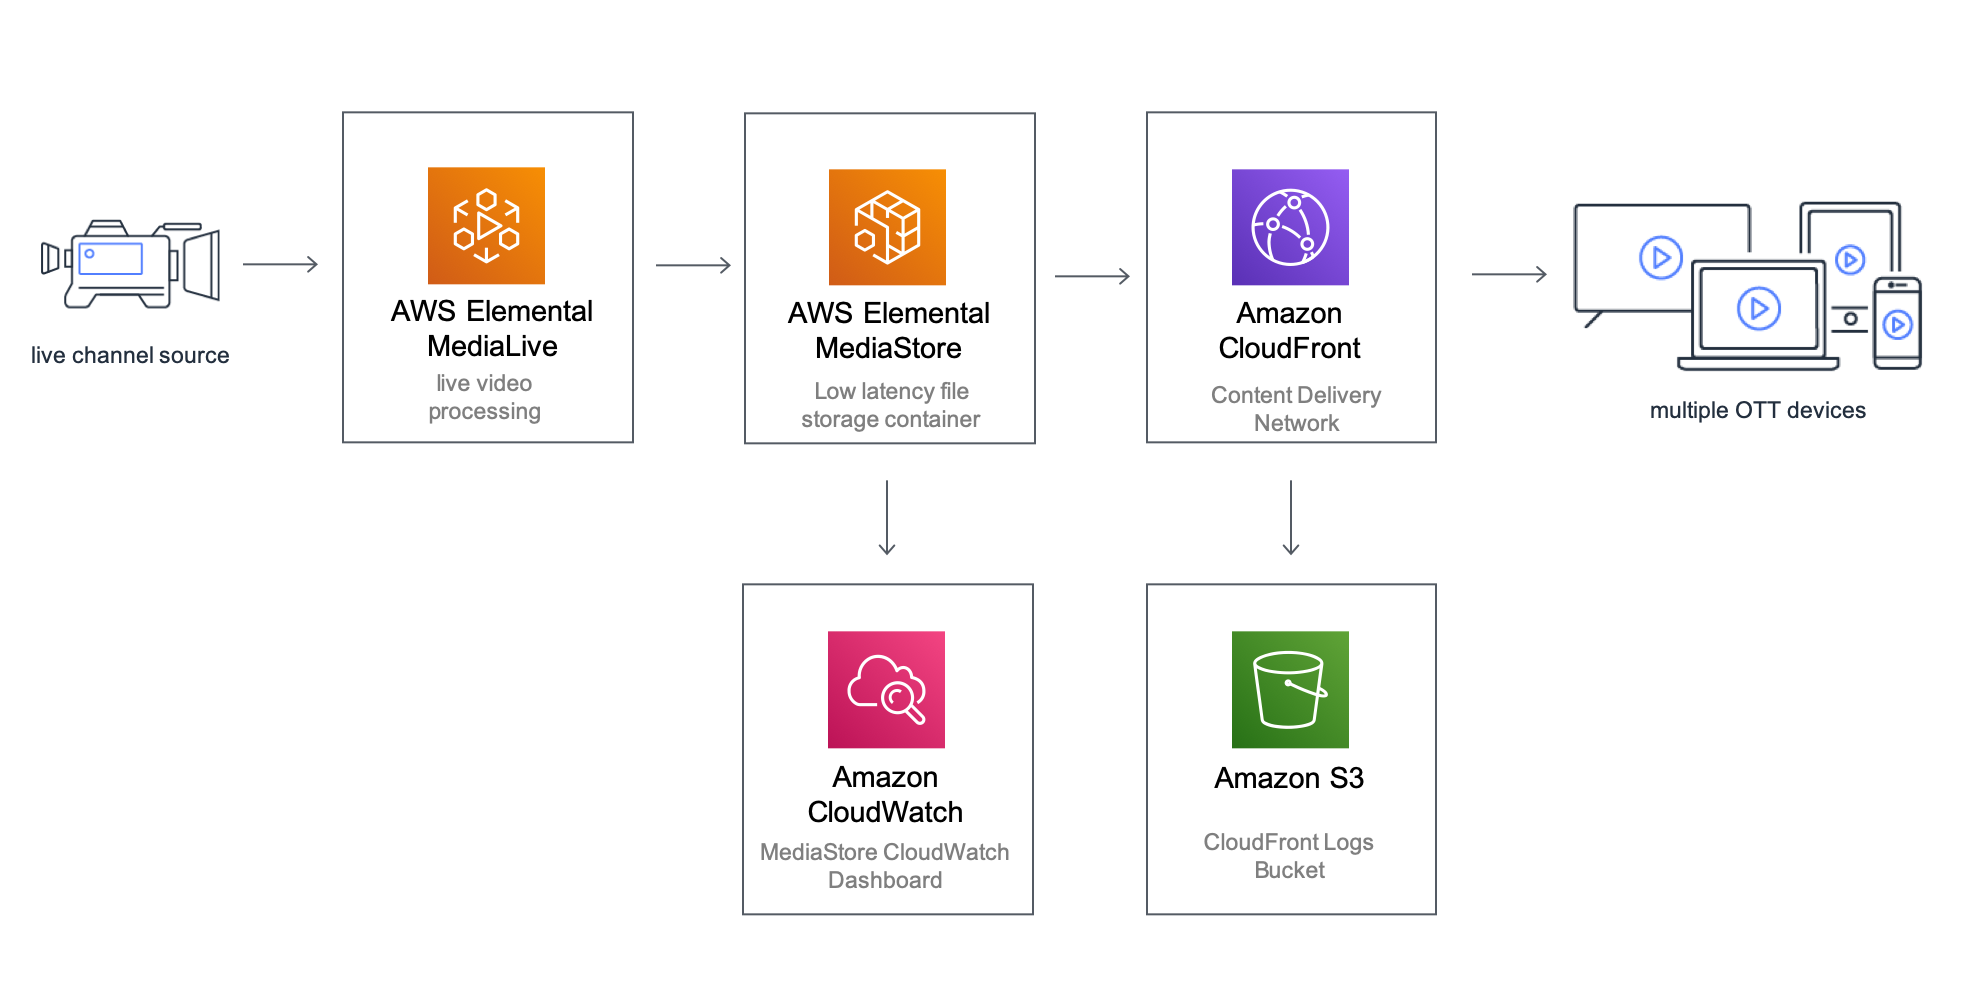 live channel source
AWS Elemental
MediaLive
live video
processing
AWS Elemental
MediaStore
Low latency file
storage container
Amazon
CloudFront
Content Delivery
Network
multiple OTT devices
Amazon
CloudWatch
MediaStore CloudWatch
Dashboard
Amazon S3
CloudFront Logs
Bucket